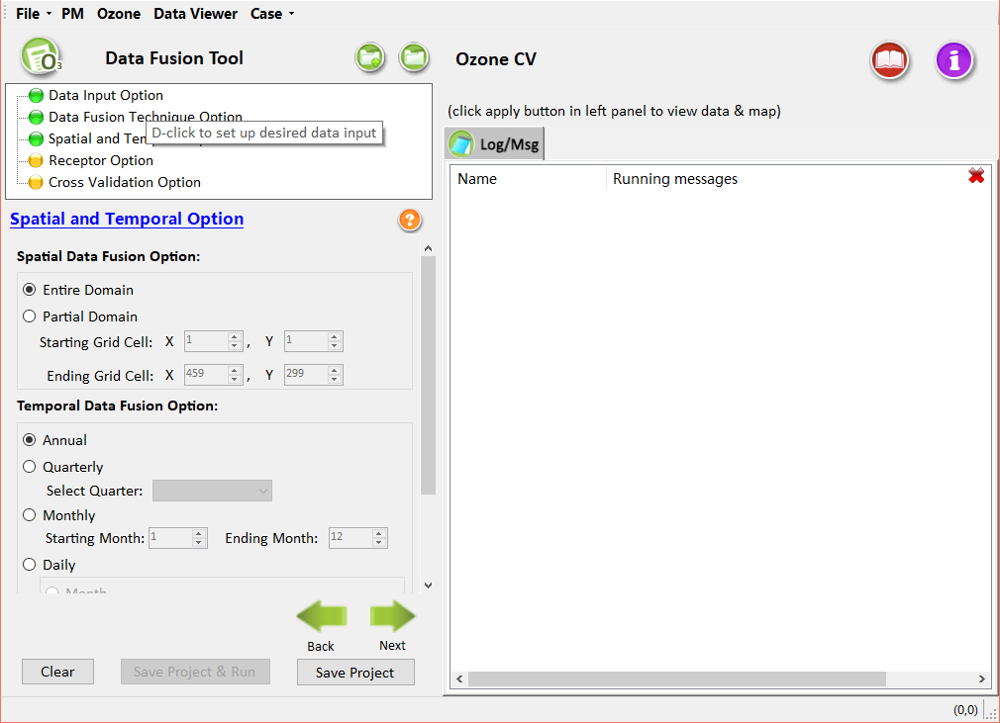 File PM Ozone Data Viewer Case
O3
Data Fusion Tool
Data Input Option
Data Fusion Technique Option
Spatial and Ten
D-click to set up desired data input
Receptor Option
Cross Validation Option
Spatial and Temporal Option
?
Spatial Data Fusion Option:
Entire Domain
Partial Domain
Starting Grid Cell: X 1 , Y 1
Ending Grid Cell: X 459 , Y 299
Temporal Data Fusion Option:
Annual
Quarterly
Select Quarter:
Monthly
Starting Month: 1 Ending Month: 12
Daily
Month
Back Next
Clear Save Project & Run Save Project
Ozone CV
i
(click apply button in left panel to view data & map)
Log/Msg
Name Running messages
(0,0)